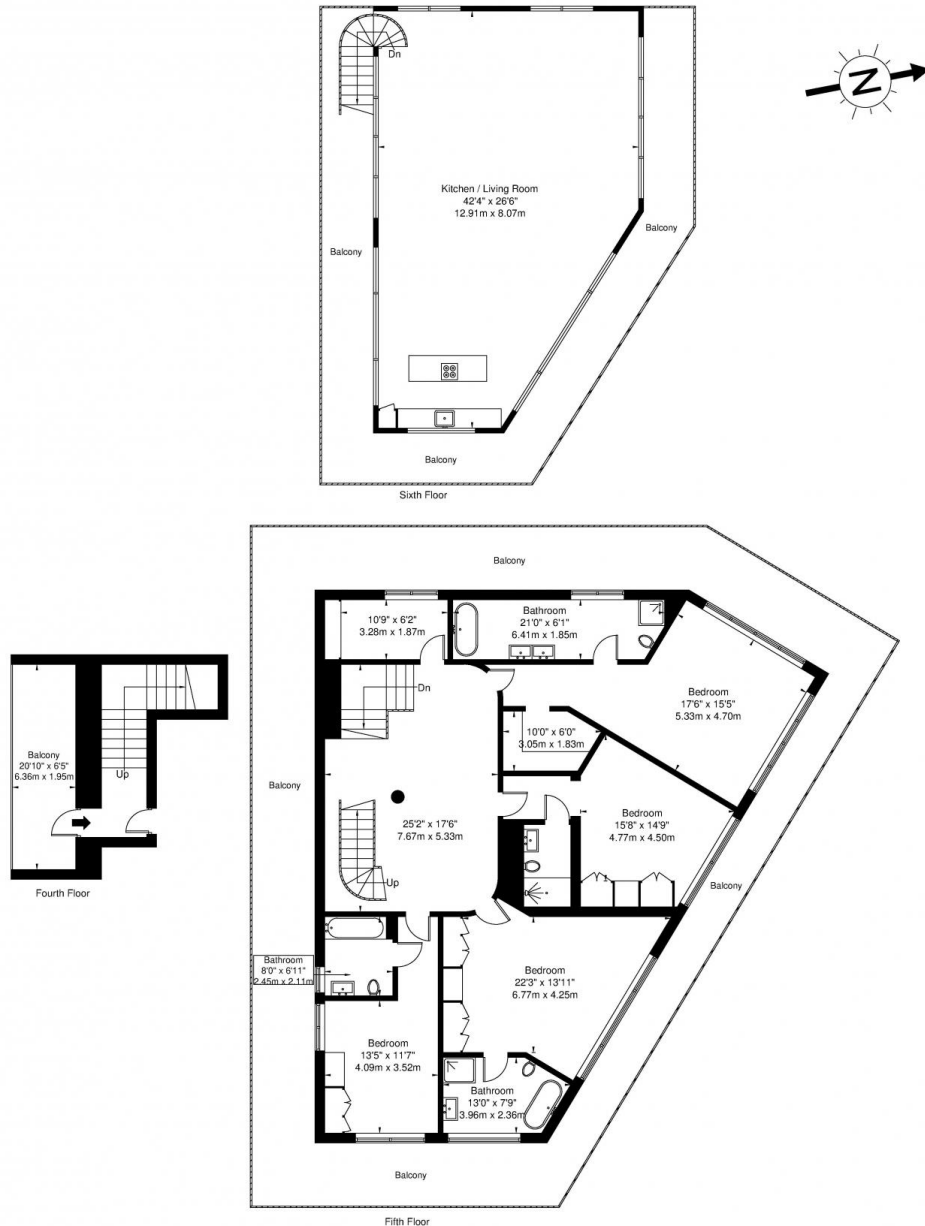 N
Dn
Kitchen / Living Room
42'4" x 26'6"
12.91m x 8.07m
Balcony
Balcony
Balcony
Sixth Floor
Balcony
10'9" x 6'2"
3.28m x 1.87m
Bathroom
21'0" x 6'1"
6.41m x 1.85m
Dn
Bedroom
17'6" x 15'5"
5.33m x 4.70m
10'0" x 6'0"
3.05m x 1.83m
Balcony
20'10" x 6'5"
6.36m x 1.95m
Up
Fourth Floor
Balcony
25'2" x 17'6"
7.67m x 5.33m
Bedroom
15'8" x 14'9"
4.77m x 4.50m
Up
Balcony
Bathroom
8'0" x 6'11"
2.45m x 2.11m
Bedroom
22'3" x 13'11"
6.77m x 4.25m
Bedroom
13'5" x 11'7"
4.09m x 3.52m
Bathroom
13'0" x 7'9"
3.96m x 2.36m
Balcony
Fifth Floor